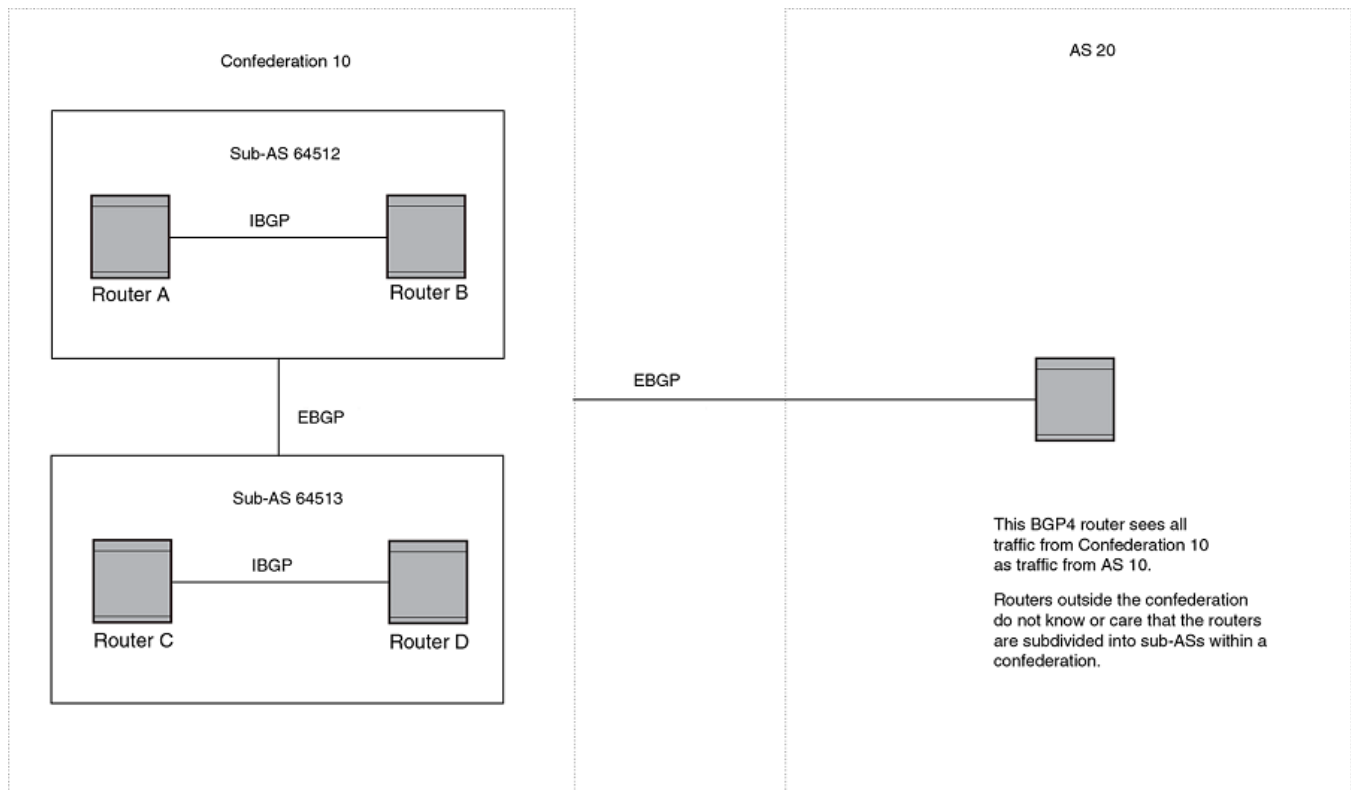 Confederation 10
AS 20
Sub-AS 64512
IBGP
Router A
Router B
EBGP
EBGP
Sub-AS 64513
IBGP
Router C
Router D
This BGP4 router sees all
traffic from Confederation 10
as traffic from AS 10.
Routers outside the confederation
do not know or care that the routers
are subdivided into sub-ASs within a
confederation.